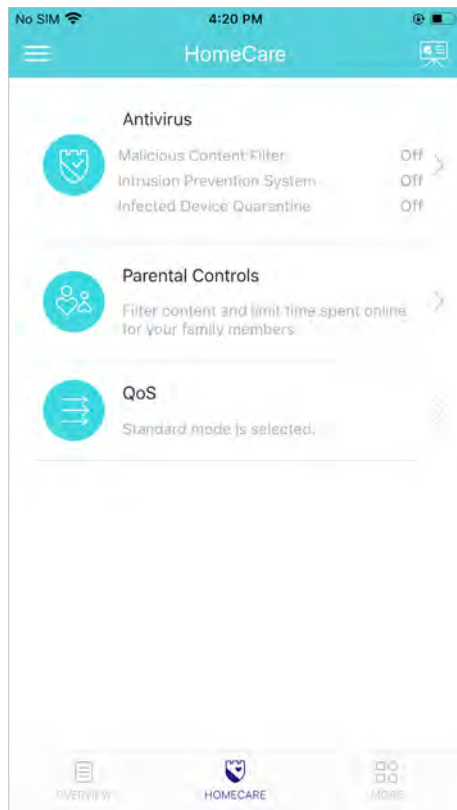 No SIM 4:20 PM
HomeCare
Antivirus
Malicious Content Filter Off
Intrusion Prevention System Off
Infected Device Quarantine Off
Parental Controls
Filter content and limit time spent online
for your family members
QoS
Standard mode is selected.
OVERVIEW HOMECARE MORE